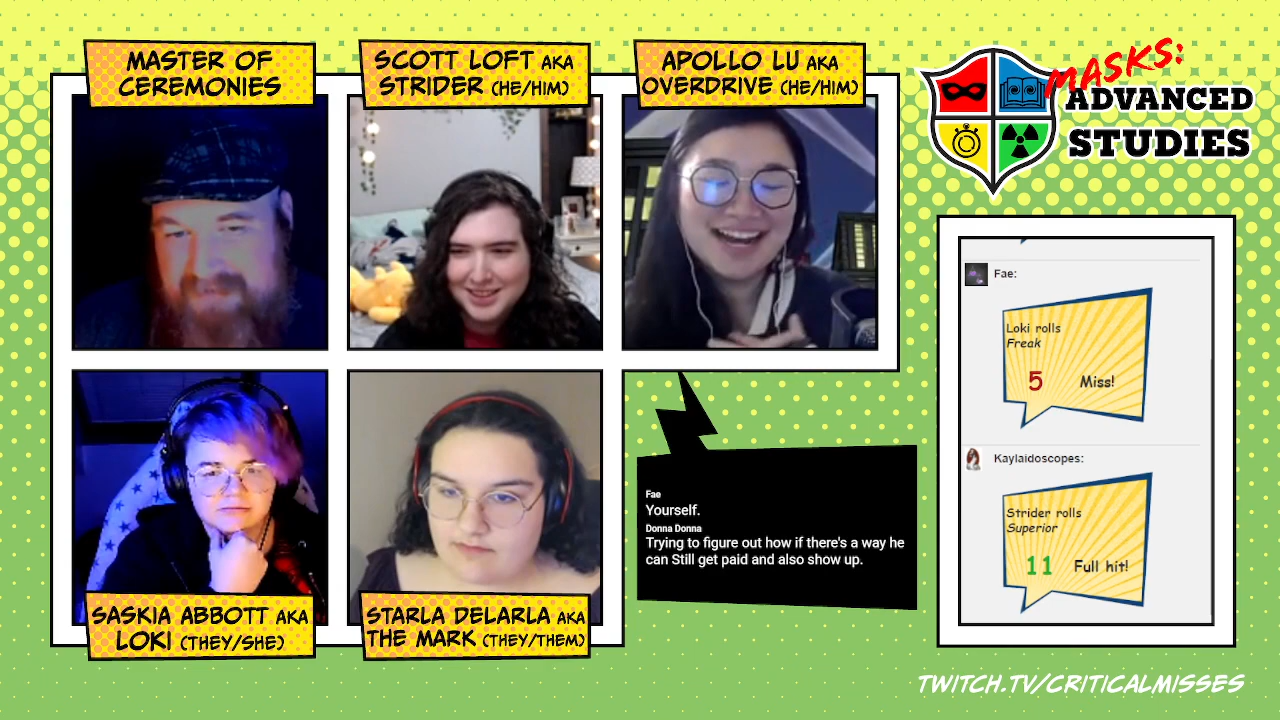 MASTER OF
CEREMONIES
SCOTT LOFT AKA
STRIDER (HE/HIM)
APOLLO LU AKA
OVERDRIVE (HE/HIM)
MASKS:
ADVANCED
STUDIES
Fae:
Loki rolls
Freak
5 Miss!
Kaylaidoscopes:
Strider rolls
Superior
11 Full hit!
Fae
Yourself.
Donna Donna
Trying to figure out how if there's a way he
can Still get paid and also show up.
SASKIA ABBOTT AKA
LOKI (THEY/SHE)
STARLA DELARLA AKA
THE MARK (THEY/THEM)
TWITCH.TV/CRITICALMISSES